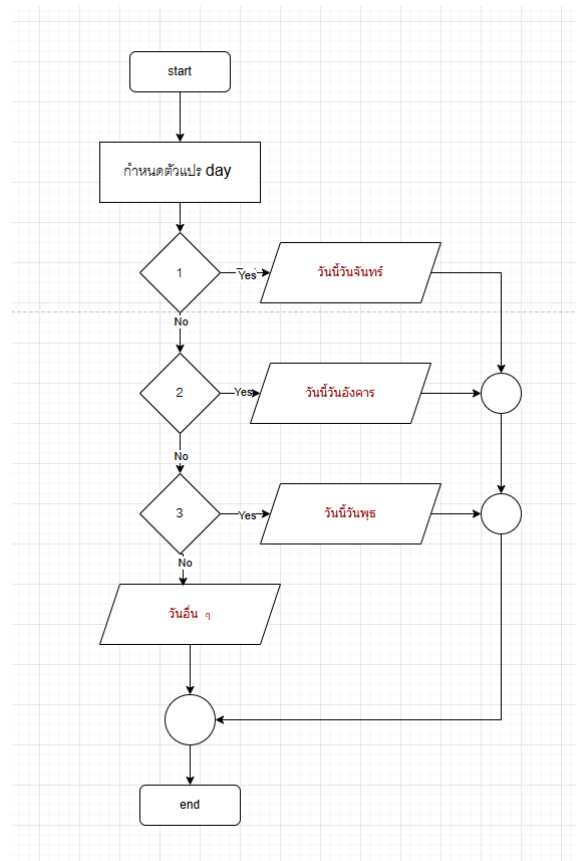 start
กำหนดตัวแปร day
1
Yes
วันนี้วันจันทร์
No
2
Yes
วันนี้วันอังคาร
No
3
Yes
วันนี้วันพุธ
No
วันอื่น ๆ
end